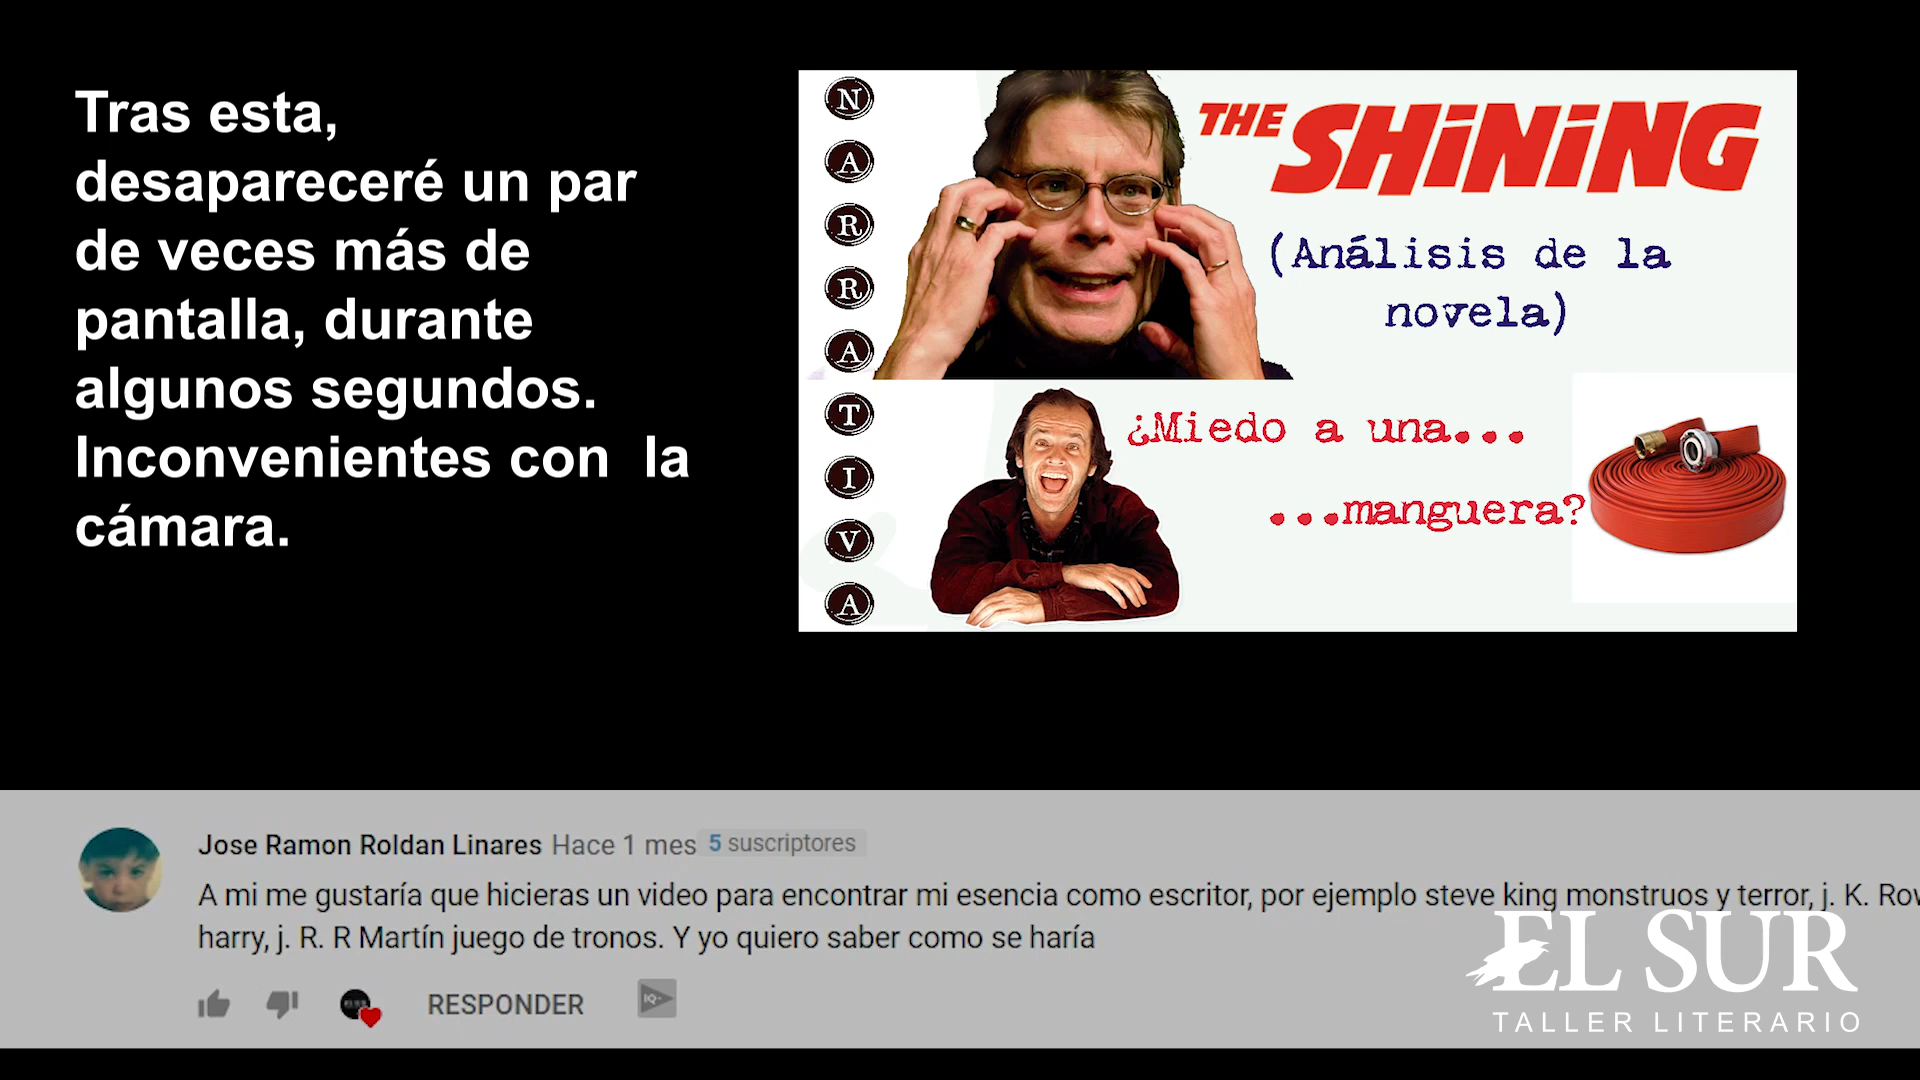 Tras esta,
desapareceré un par
de veces más de
pantalla, durante
algunos segundos.
Inconvenientes con la
cámara.
NARRATIVA
THE SHiNiNG
(Análisis de la
novela)
¿Miedo a una...
...manguera?
Jose Ramon Roldan Linares Hace 1 mes 5 suscriptores
A mi me gustaría que hicieras un video para encontrar mi esencia como escritor, por ejemplo steve king monstruos y terror, j. K.
harry, j. R. R Martín juego de tronos. Y yo quiero saber como se haría
RESPONDER
IQ
EL SUR
TALLER LITERARIO